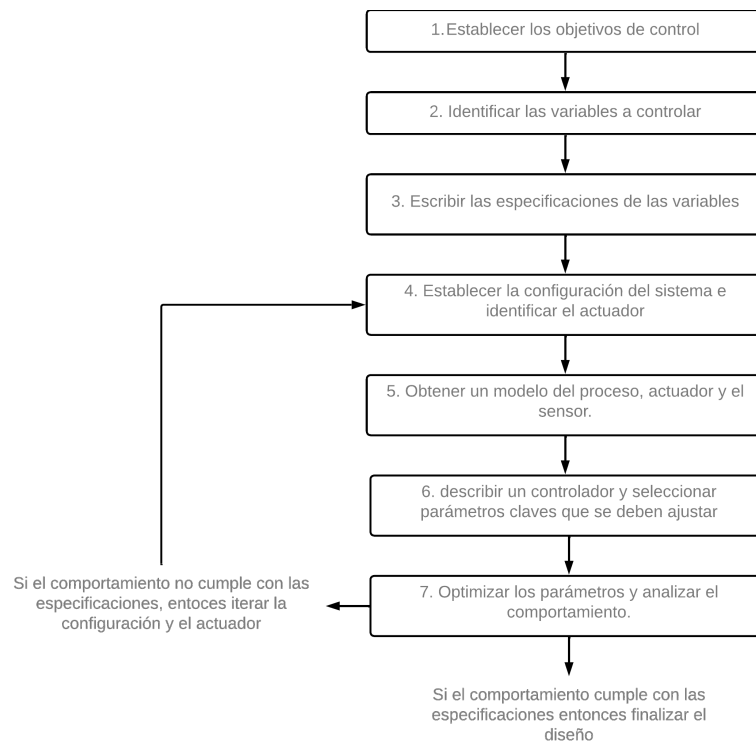 1.Establecer los objetivos de control
2. Identificar las variables a controlar
3. Escribir las especificaciones de las variables
4. Establecer la configuración del sistema e
identificar el actuador
5. Obtener un modelo del proceso, actuador y el
sensor.
6. describir un controlador y seleccionar
parámetros claves que se deben ajustar
7. Optimizar los parámetros y analizar el
comportamiento.
Si el comportamiento no cumple con las
especificaciones, entoces iterar la
configuración y el actuador
Si el comportamiento cumple con las
especificaciones entonces finalizar el
diseño